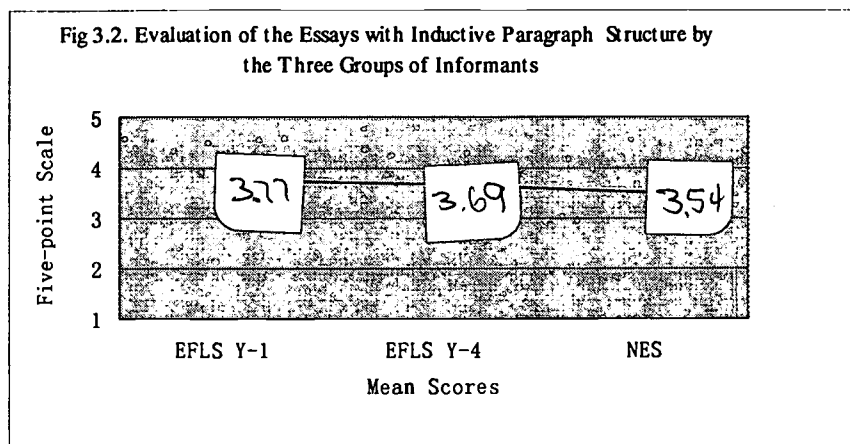 Fig 3.2. Evaluation of the Essays with Inductive Paragraph Structure by
the Three Groups of Informants
Five-point Scale
5
4
3
2
1
3.77
3.69
3.54
EFLS Y-1 EFLS Y-4 NES
Mean Scores